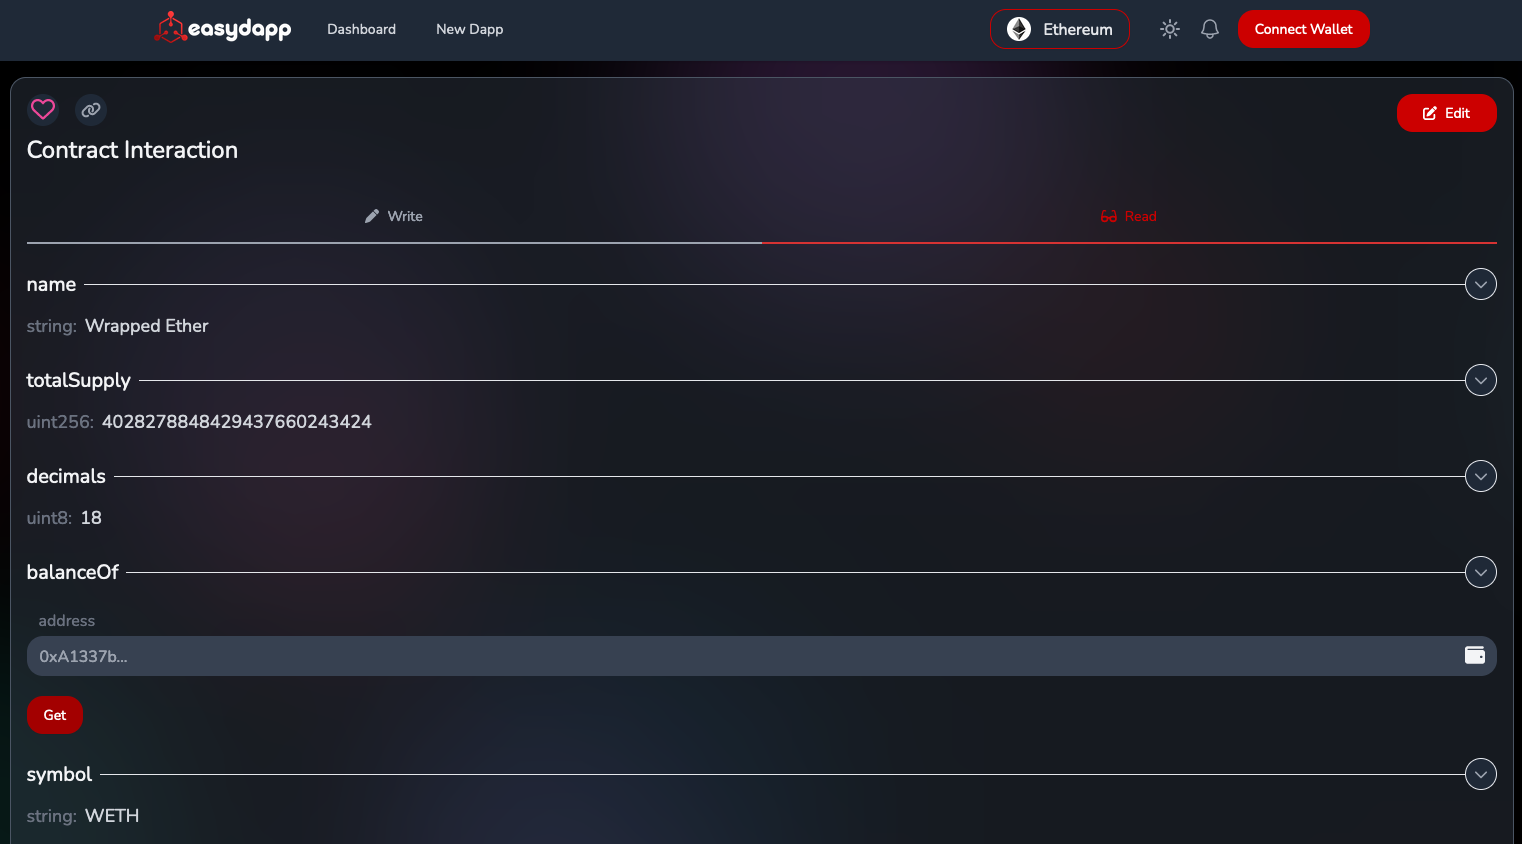 easydapp Dashboard New Dapp Ethereum Connect Wallet
Edit
Contract Interaction
Write Read
name
string: Wrapped Ether
totalSupply
uint256: 4028278848429437660243424
decimals
uint8: 18
balanceOf
address
0xA1337b...
Get
symbol
string: WETH